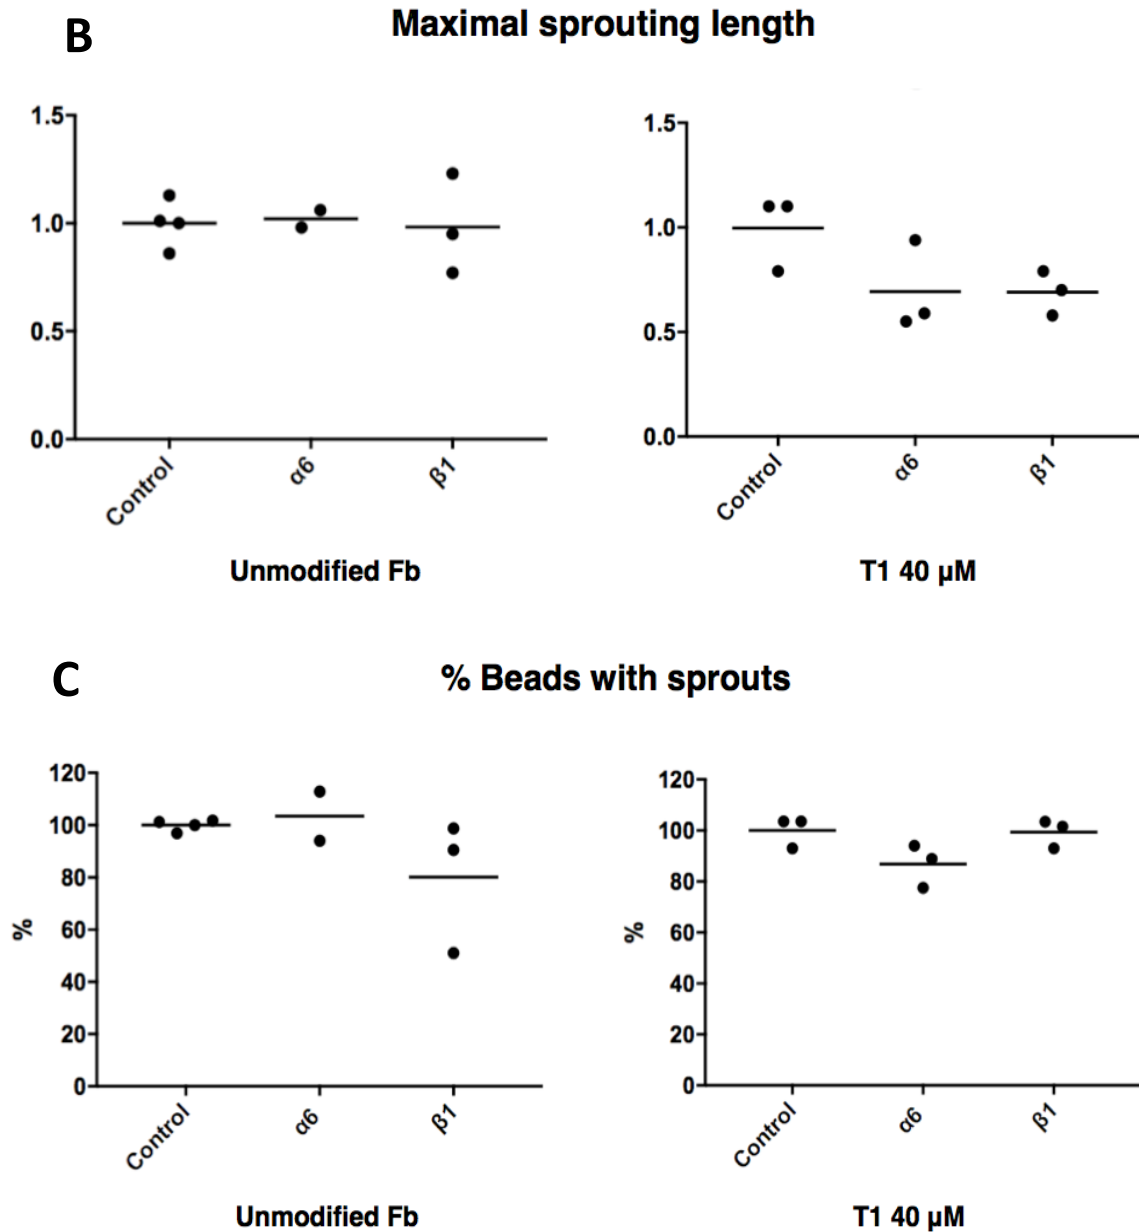 B
Maximal sprouting length
1.5
1.0
0.5
0.0
Control
α6
β1
Unmodified Fb
1.5
1.0
0.5
0.0
Control
α6
β1
T1 40 µM
C
% Beads with sprouts
120
100
80
60
40
20
0
%
Control
α6
β1
Unmodified Fb
120
100
80
60
40
20
0
%
Control
α6
β1
T1 40 µM